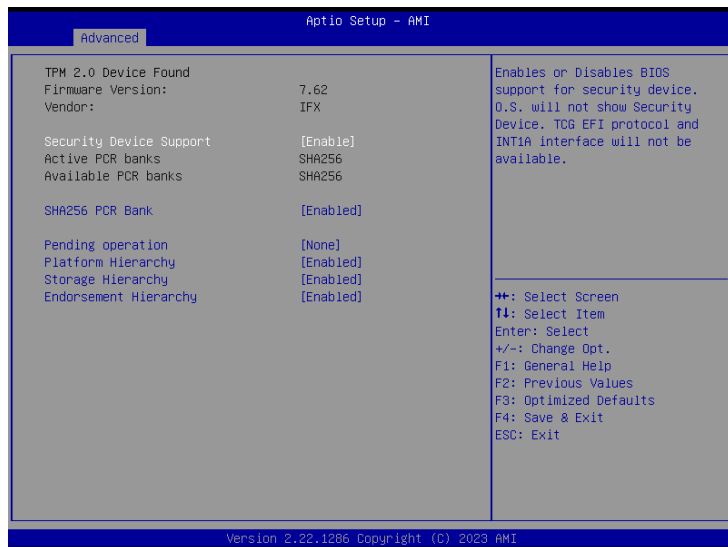 Aptio Setup – AMI
Advanced
TPM 2.0 Device Found
Firmware Version: 7.62
Vendor: IFX
Security Device Support [Enable]
Active PCR banks SHA256
Available PCR banks SHA256
SHA256 PCR Bank [Enabled]
Pending operation [None]
Platform Hierarchy [Enabled]
Storage Hierarchy [Enabled]
Endorsement Hierarchy [Enabled]
Enables or Disables BIOS
support for security device.
O.S. will not show Security
Device. TCG EFI protocol and
INT1A interface will not be
available.
→←: Select Screen
↑↓: Select Item
Enter: Select
+/-: Change Opt.
F1: General Help
F2: Previous Values
F3: Optimized Defaults
F4: Save & Exit
ESC: Exit
Version 2.22.1286 Copyright (C) 2023 AMI